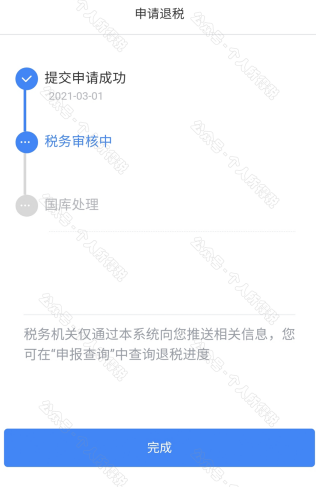 申请退税
提交申请成功
2021-03-01
税务审核中
国库处理
税务机关仅通过本系统向您推送相关信息，您
可在“申报查询”中查询退税进度
完成